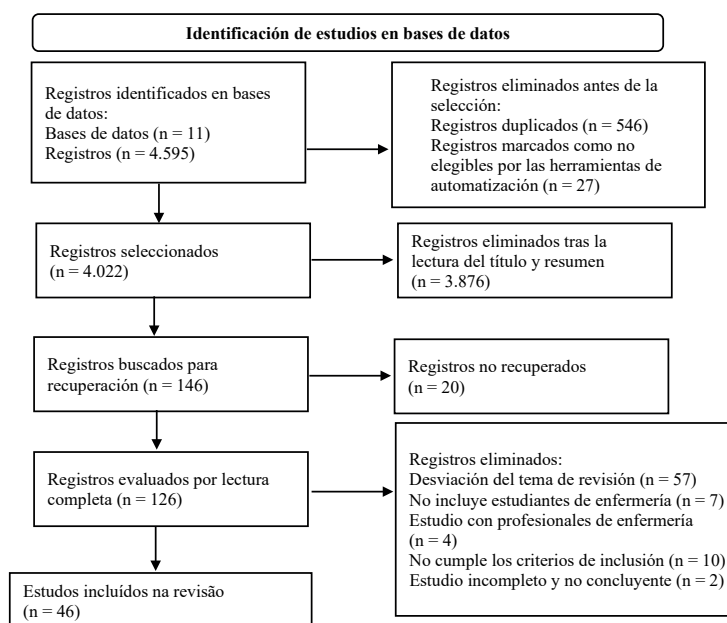 Identificación de estudios en bases de datos
Registros identificados en bases
de datos:
Bases de datos (n = 11)
Registros (n = 4.595)
Registros eliminados antes de la
selección:
Registros duplicados (n = 546)
Registros marcados como no
elegibles por las herramientas de
automatización (n = 27)
Registros seleccionados
(n = 4.022)
Registros eliminados tras la
lectura del título y resumen
(n = 3.876)
Registros buscados para
recuperación (n = 146)
Registros no recuperados
(n = 20)
Registros evaluados por lectura
completa (n = 126)
Registros eliminados:
Desviación del tema de revisión (n = 57)
No incluye estudiantes de enfermería (n = 7)
Estudio con profesionales de enfermería
(n = 4)
No cumple los criterios de inclusión (n = 10)
Estudio incompleto y no concluyente (n = 2)
Estudos incluídos na revisão
(n = 46)